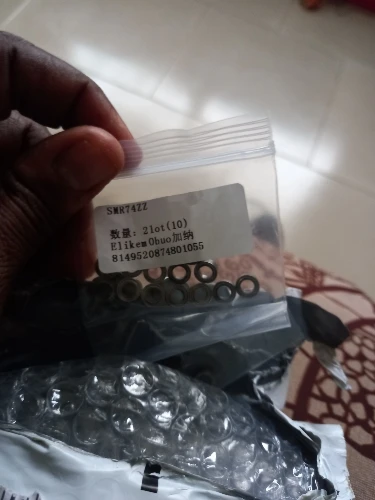 SMR74ZZ
数量: 2lot(10)
Elikem Obuo加纳
8149520874801055